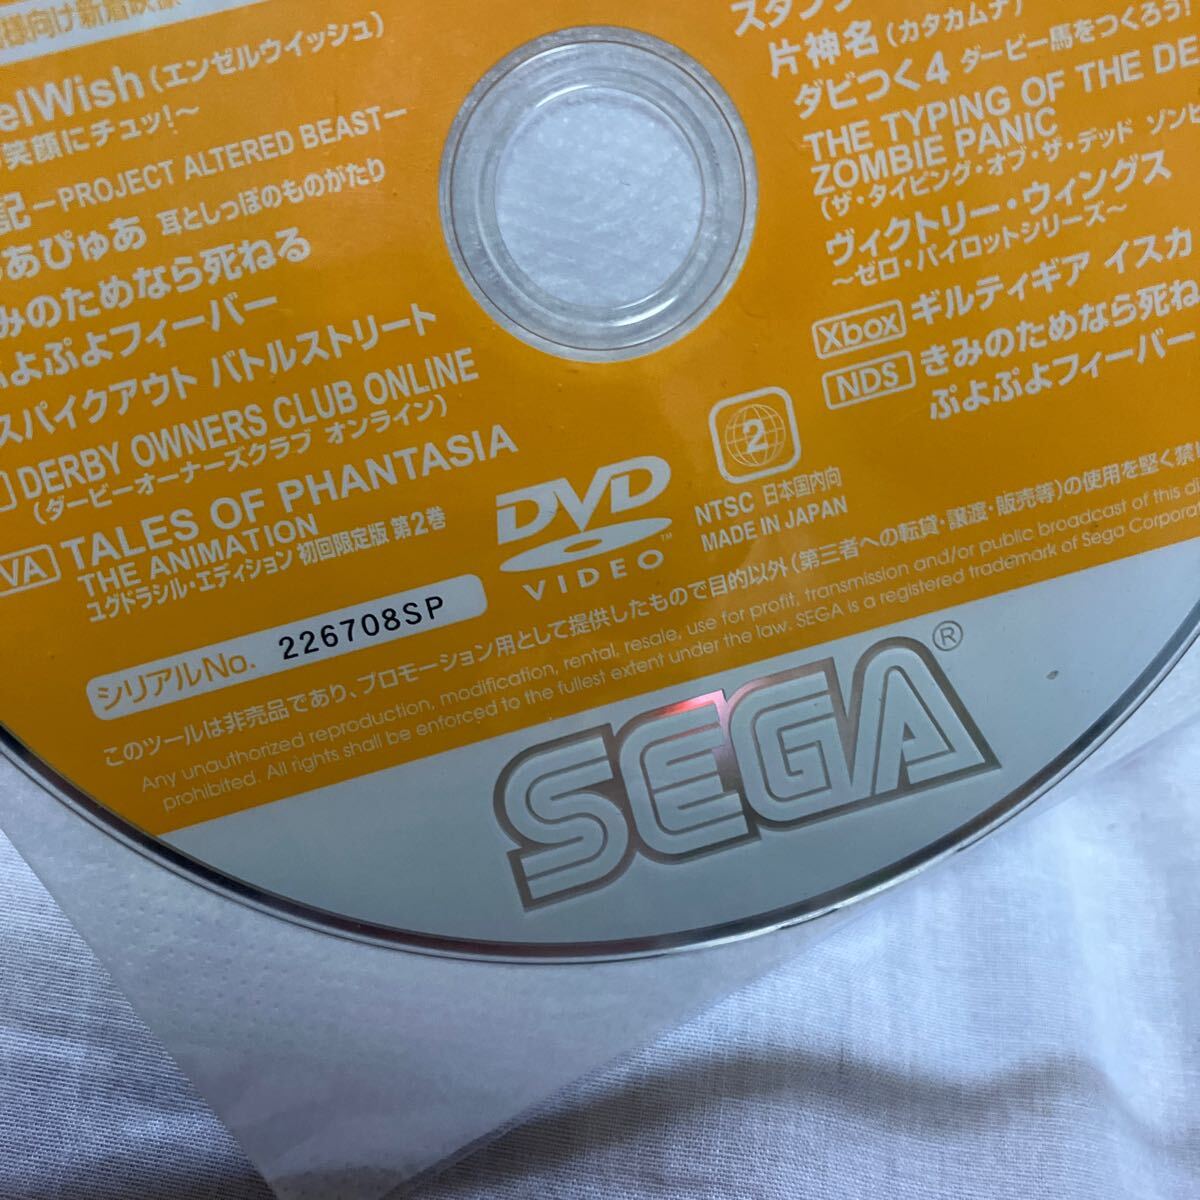 elWish (エンゼルウイッシュ)
笑顔にチュッ!～
記―PROJECT ALTERED BEAST―
あぴゅあ 耳としっぽのものがたり
みのためなら死ねる
ぷよぷよフィーバー
スパイクアウト バトルストリート
DERBY OWNERS CLUB ONLINE
(ダービーオーナーズクラブ オンライン)
VA TALES OF PHANTASIA
THE ANIMATION
ユグドラシル・エディション 初回限定版 第2巻
片神名 (カタカムナ)
ダビつく4 ダービー馬をつくろう!
THE TYPING OF THE DE
ZOMBIE PANIC
(ザ・タイピング・オブ・ザ・デッド ゾンビ
ヴィクトリー・ウィングス
～ゼロ・パイロットシリーズ～
Xbox ギルティギア イスカ
NDS きみのためなら死ね
ぷよぷよフィーバー
DVD
VIDEO
2
NTSC 日本国内向
MADE IN JAPAN
シリアルNo. 226708SP
このツールは非売品であり、プロモーション用として提供したもので目的以外(第三者への転貸・譲渡・販売等)の使用を堅く禁
Any unauthorized reproduction, modification, rental, resale, use for profit, transmission and/or public broadcast of this di
prohibited. All rights shall be enforced to the fullest extent under the law. SEGA is a registered trademark of Sega Corpora
SEGA®